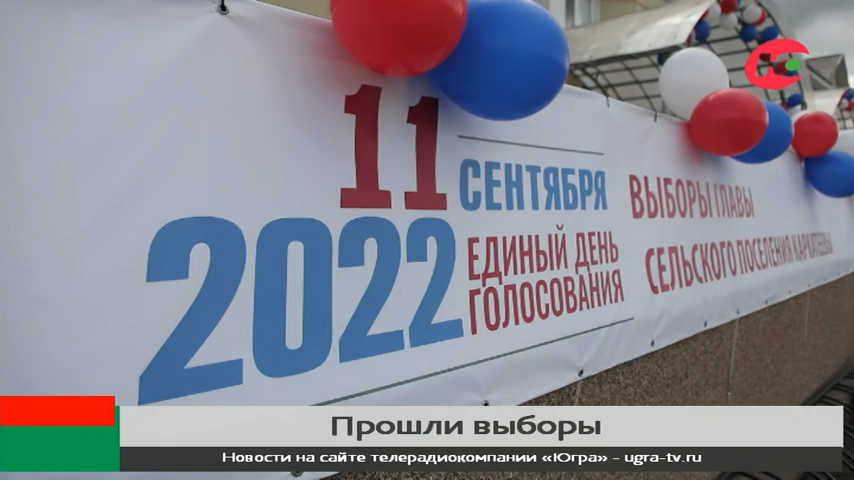 11
СЕНТЯБРЯ
2022
ЕДИНЫЙ ДЕНЬ
ГОЛОСОВАНИЯ
ВЫБОРЫ ГЛАВЫ
СЕЛЬСКОГО ПОСЕЛЕНИЯ КАРКАТЕЕВЫ
Прошли выборы
Новости на сайте телерадиокомпании «Югра» - ugra-tv.ru